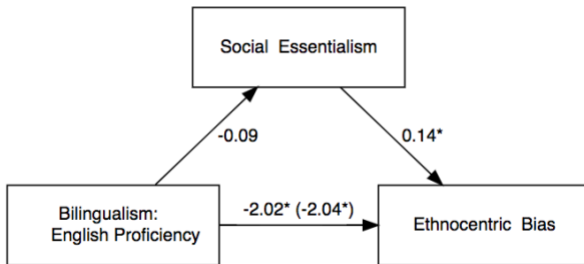 Social Essentialism
-0.09
0.14*
Bilingualism:
English Proficiency
-2.02* (-2.04*)
Ethnocentric Bias